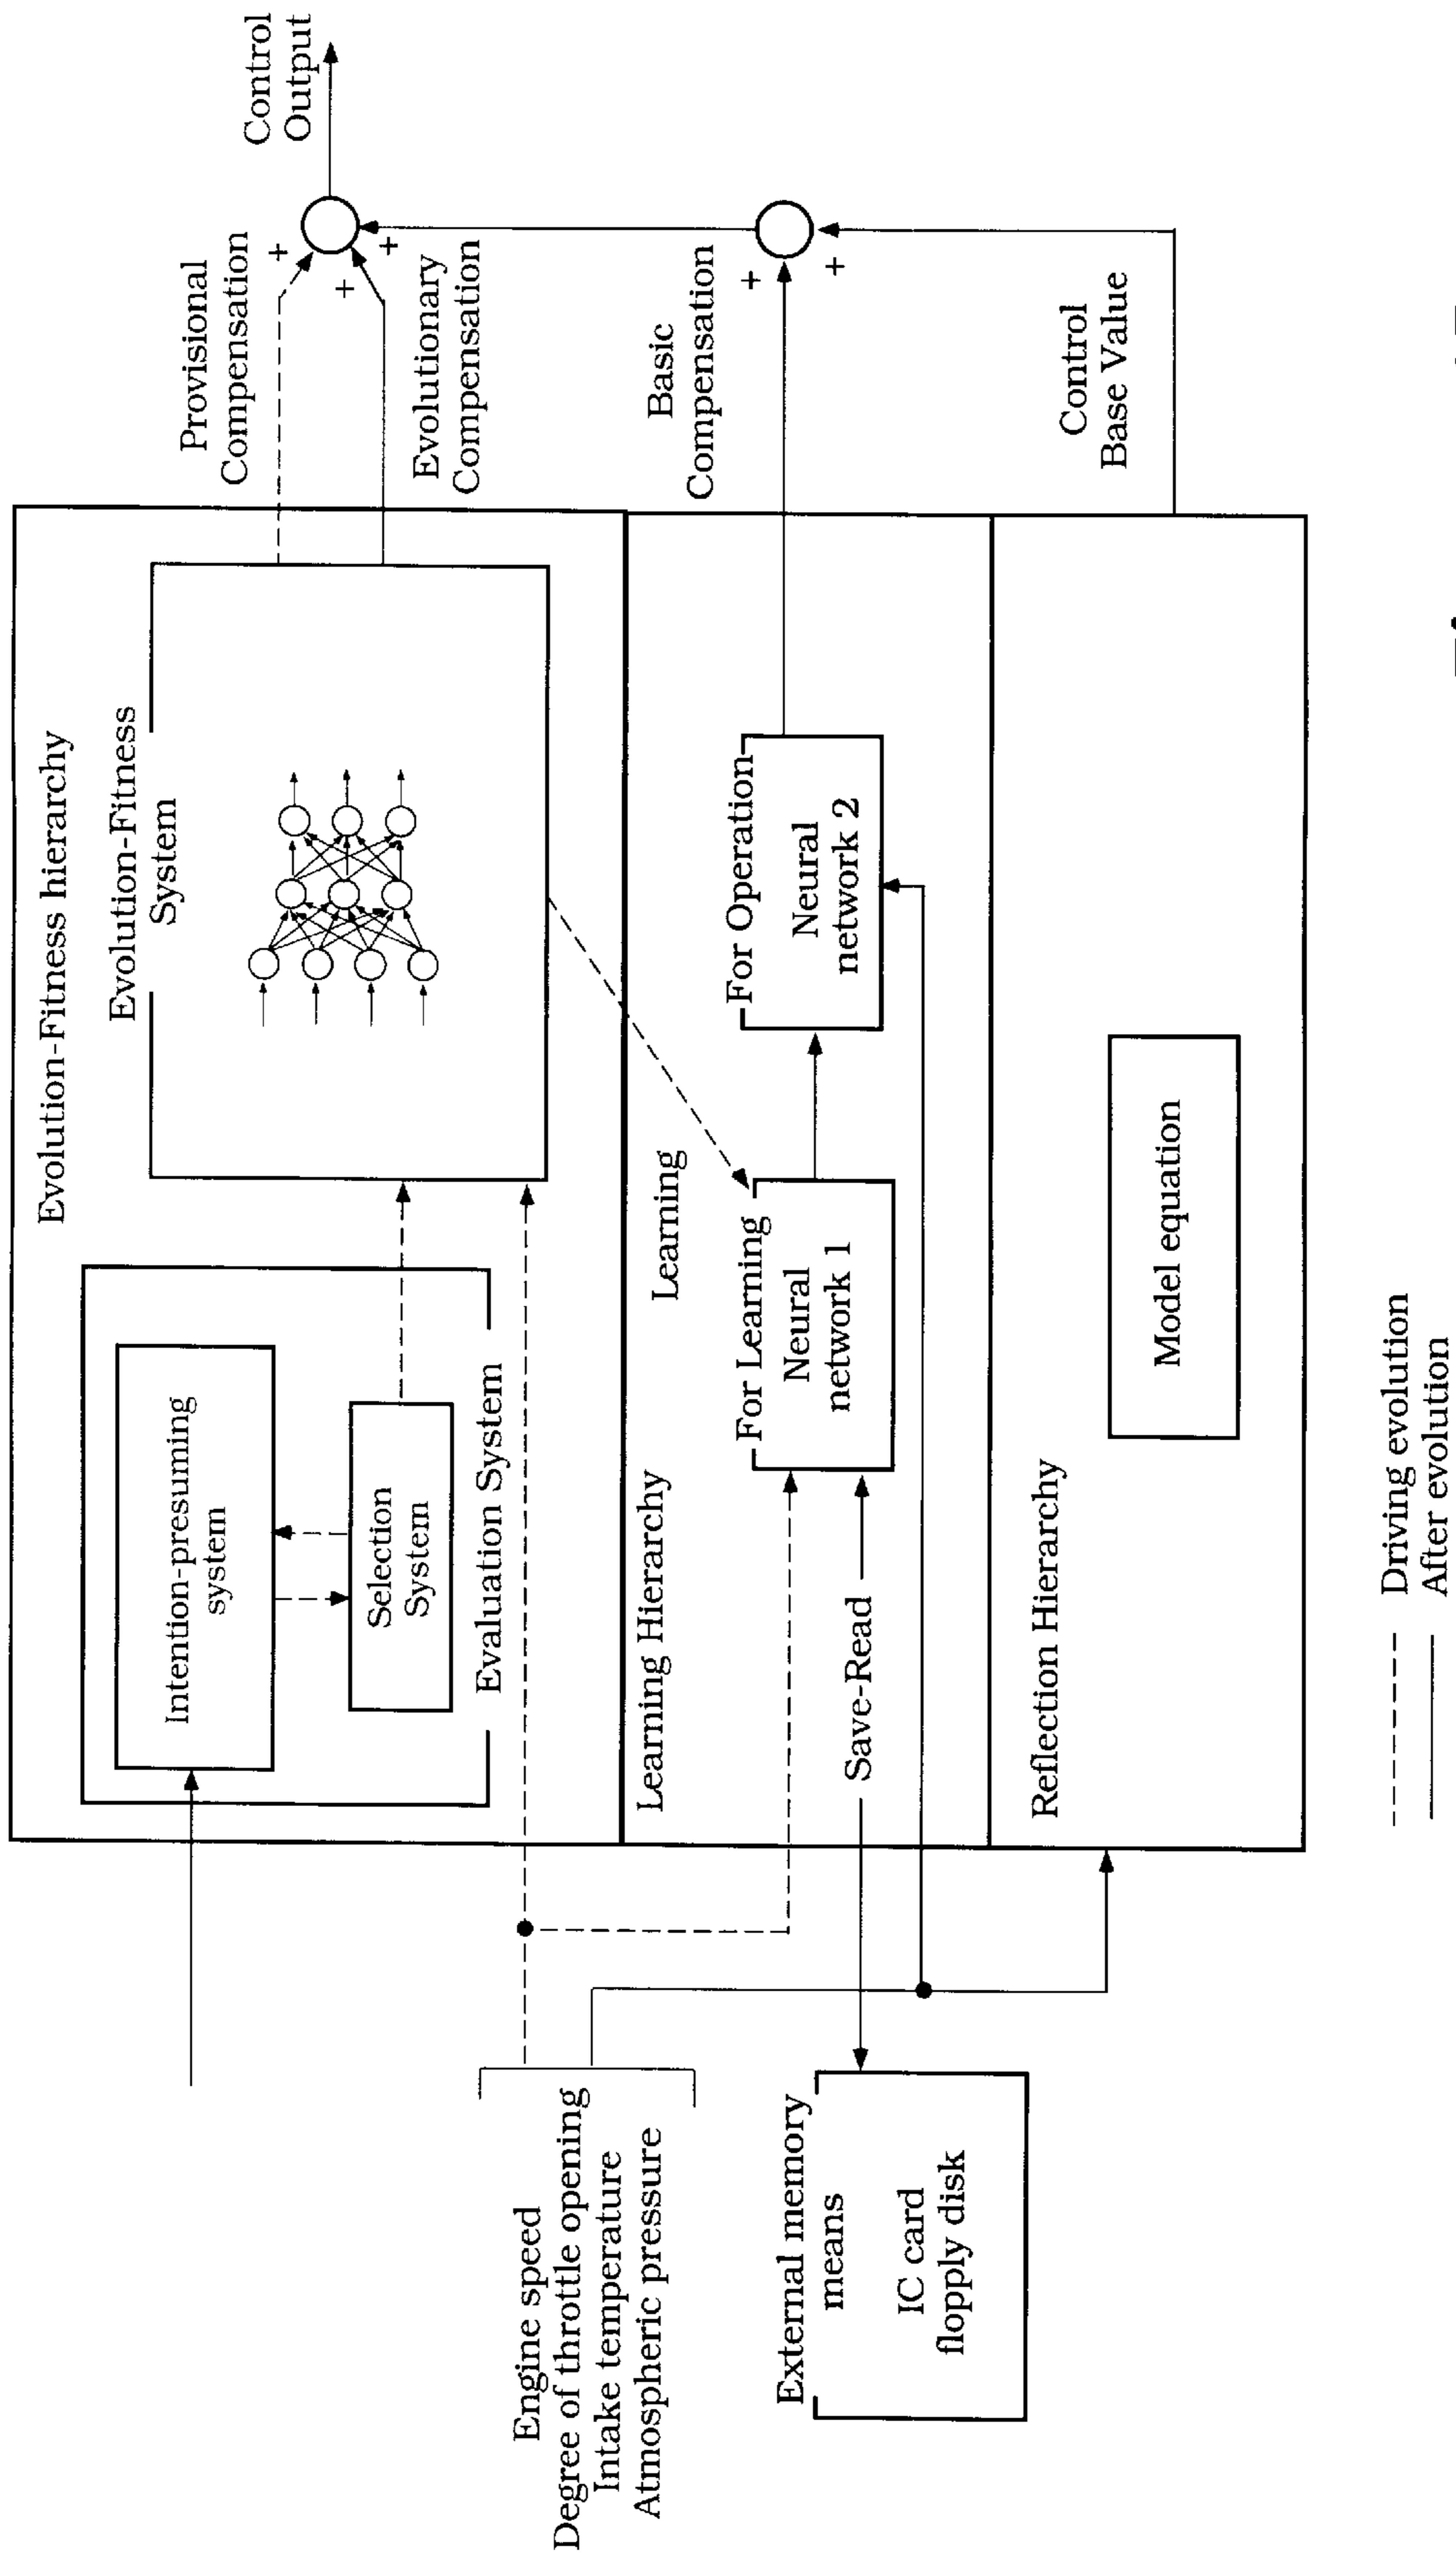 Evolution-Fitness hierarchy
Intention-presuming
system
Selection
System
Evaluation System
Evolution-Fitness
System
Provisional
Compensation
+
+
+
Evolutionary
Compensation
Control
Output
Engine speed
Degree of throttle opening
Intake temperature
Atmospheric pressure
Learning Hierarchy
Learning
For Learning
Neural
network 1
For Operation
Neural
network 2
Save-Read
Basic
Compensation
+
+
External memory
means
IC card
flopply disk
Reflection Hierarchy
Model equation
Control
Base Value
Driving evolution
After evolution